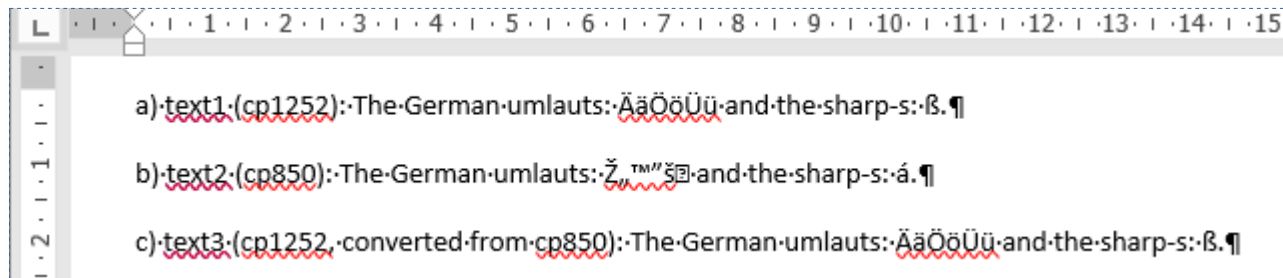 1 2 3 4 5 6 7 8 9 10 11 12 13 14 15
a)·text1·(cp1252):·The·German·umlauts:·ÄäÖöÜü·and·the·sharp-s:·ß.¶
1
b)·text2·(cp850):·The·German·umlauts:·Ž„™”š⍰·and·the·sharp-s:·á.¶
2
c)·text3·(cp1252,·converted·from·cp850):·The·German·umlauts:·ÄäÖöÜü·and·the·sharp-s:·ß.¶